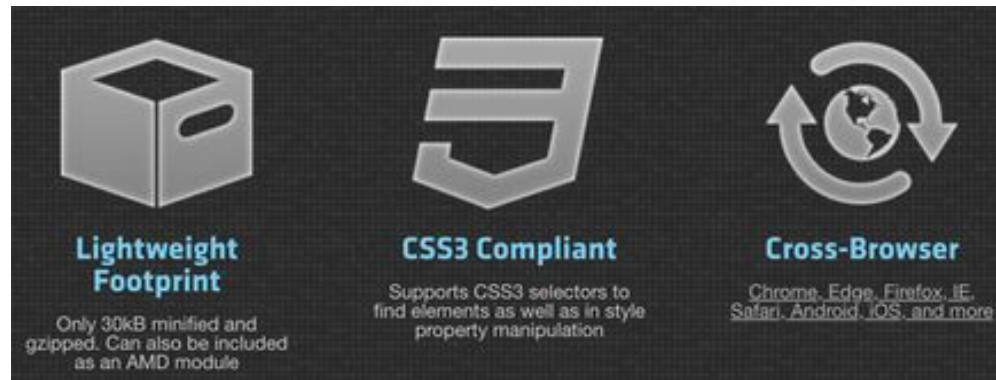 Lightweight
Footprint
Only 30kB minified and
gzipped. Can also be included
as an AMD module
CSS3 Compliant
Supports CSS3 selectors to
find elements as well as in style
property manipulation
Cross-Browser
Chrome, Edge, Firefox, IE,
Safari, Android, iOS, and more